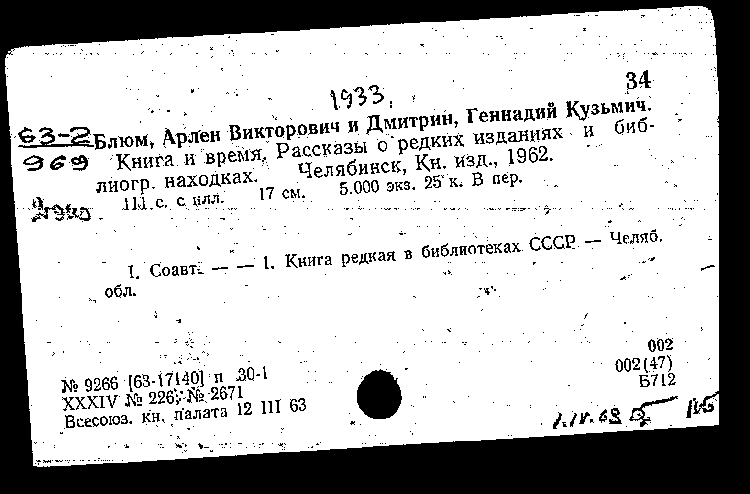 34
1933.
63-2 Блюм, Арлен Викторович и Дмитрин, Геннадий Кузьмич.
969 Книга и время. Рассказы о редких изданиях и биб-
лиогр. находках. Челябинск, Кн. изд., 1962.
111 с. с илл. 17 см. 5.000 экз. 25 к. В пер.
I. Соавт. — — 1. Книга редкая в библиотеках СССР — Челяб.
обл.
002
№ 9266 [63-17140] п 30-1 002(47)
XXXIV № 226, № 2671 Б712
Всесоюз. кн. палата 12 III 63